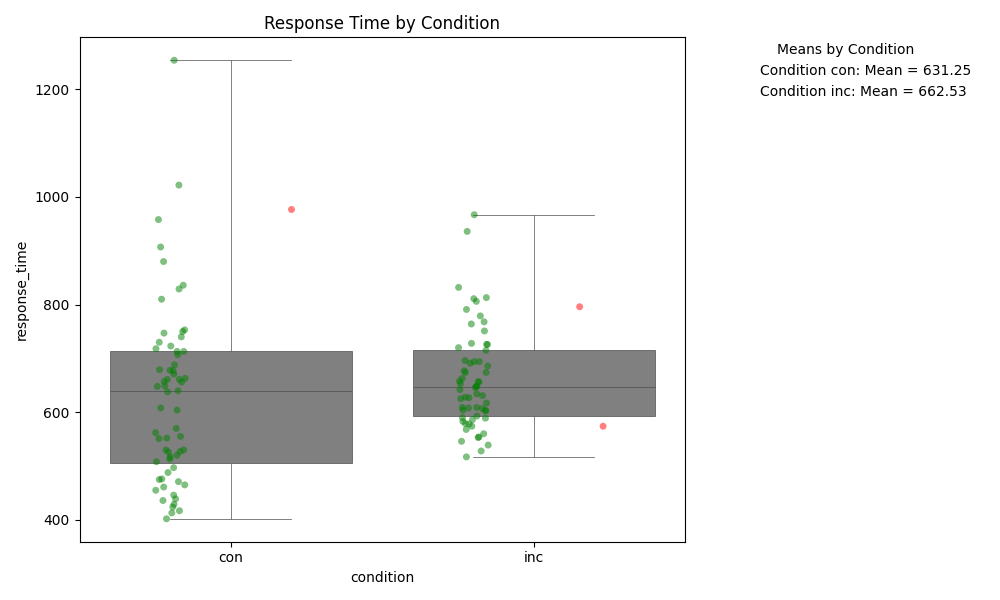 Response Time by Condition
Means by Condition
Condition con: Mean = 631.25
Condition inc: Mean = 662.53
1200
1000
800
600
400
response_time
con
inc
condition